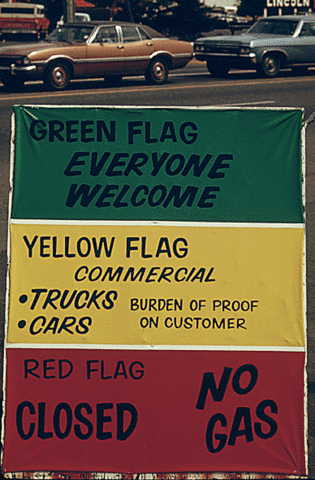 LINCOLN
GREEN FLAG
EVERYONE
WELCOME
YELLOW FLAG
COMMERCIAL
•TRUCKS
•CARS
BURDEN OF PROOF
ON CUSTOMER
RED FLAG
CLOSED
NO
GAS